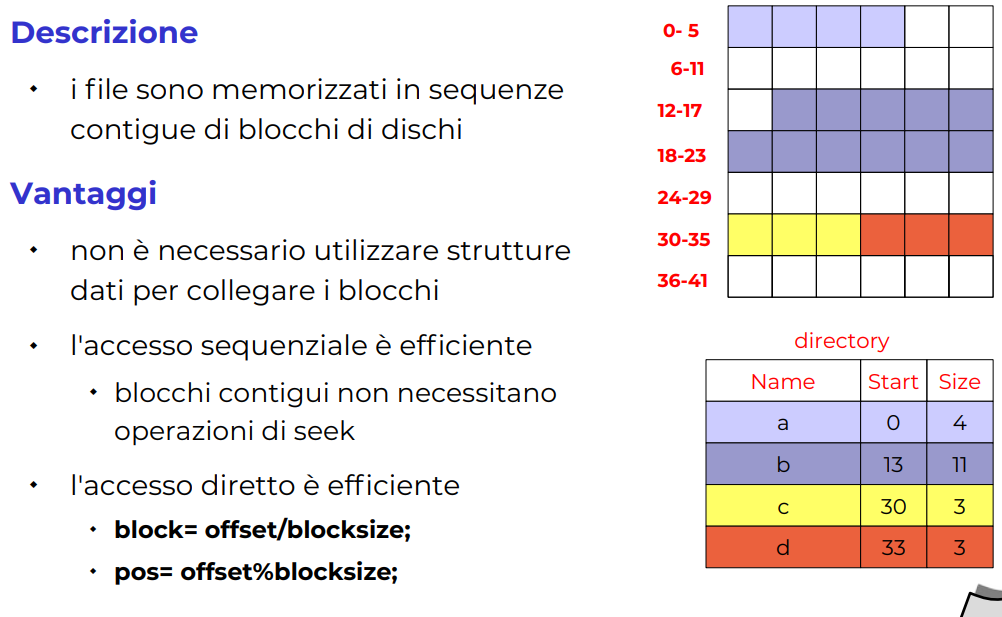 Descrizione
i file sono memorizzati in sequenze
contigue di blocchi di dischi
Vantaggi
non è necessario utilizzare strutture
dati per collegare i blocchi
l'accesso sequenziale è efficiente
blocchi contigui non necessitano
operazioni di seek
l'accesso diretto è efficiente
block= offset/blocksize;
pos= offset%blocksize;
0- 5
6-11
12-17
18-23
24-29
30-35
36-41
directory
Name Start Size
a 0 4
b 13 11
c 30 3
d 33 3